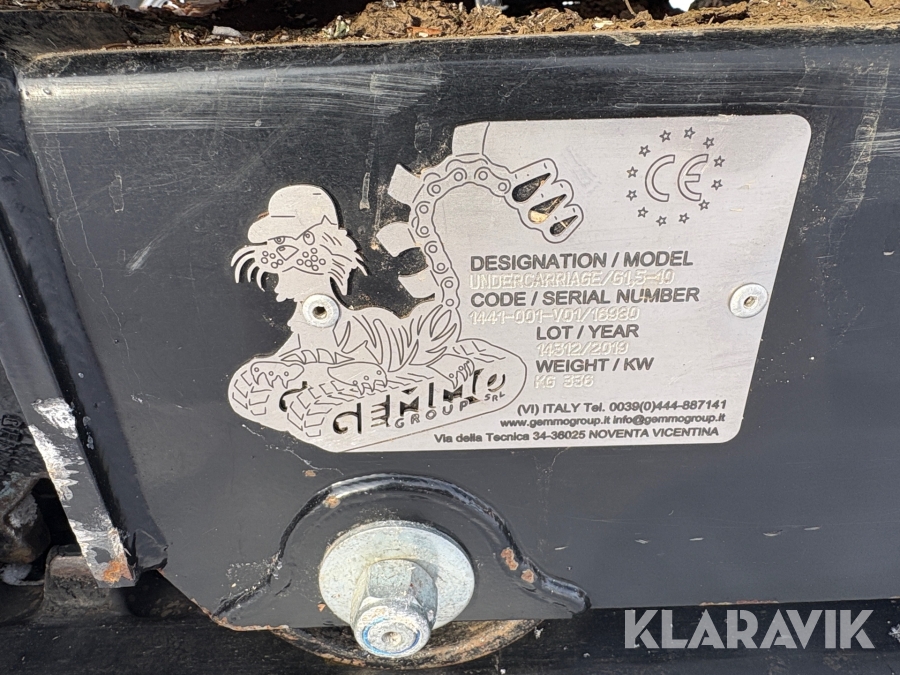 CE
DESIGNATION / MODEL
UNDERCARRIAGE/G1.5-40
CODE / SERIAL NUMBER
1441-001-V01/16980
LOT / YEAR
14312/2019
WEIGHT / KW
KG 336
GEMMO
GROUP SRL
(VI) ITALY Tel. 0039(0)444-887141
www.gemmogroup.it info@gemmogroup.it
Via della Tecnica 34-36025 NOVENTA VICENTINA
KLARAVIK